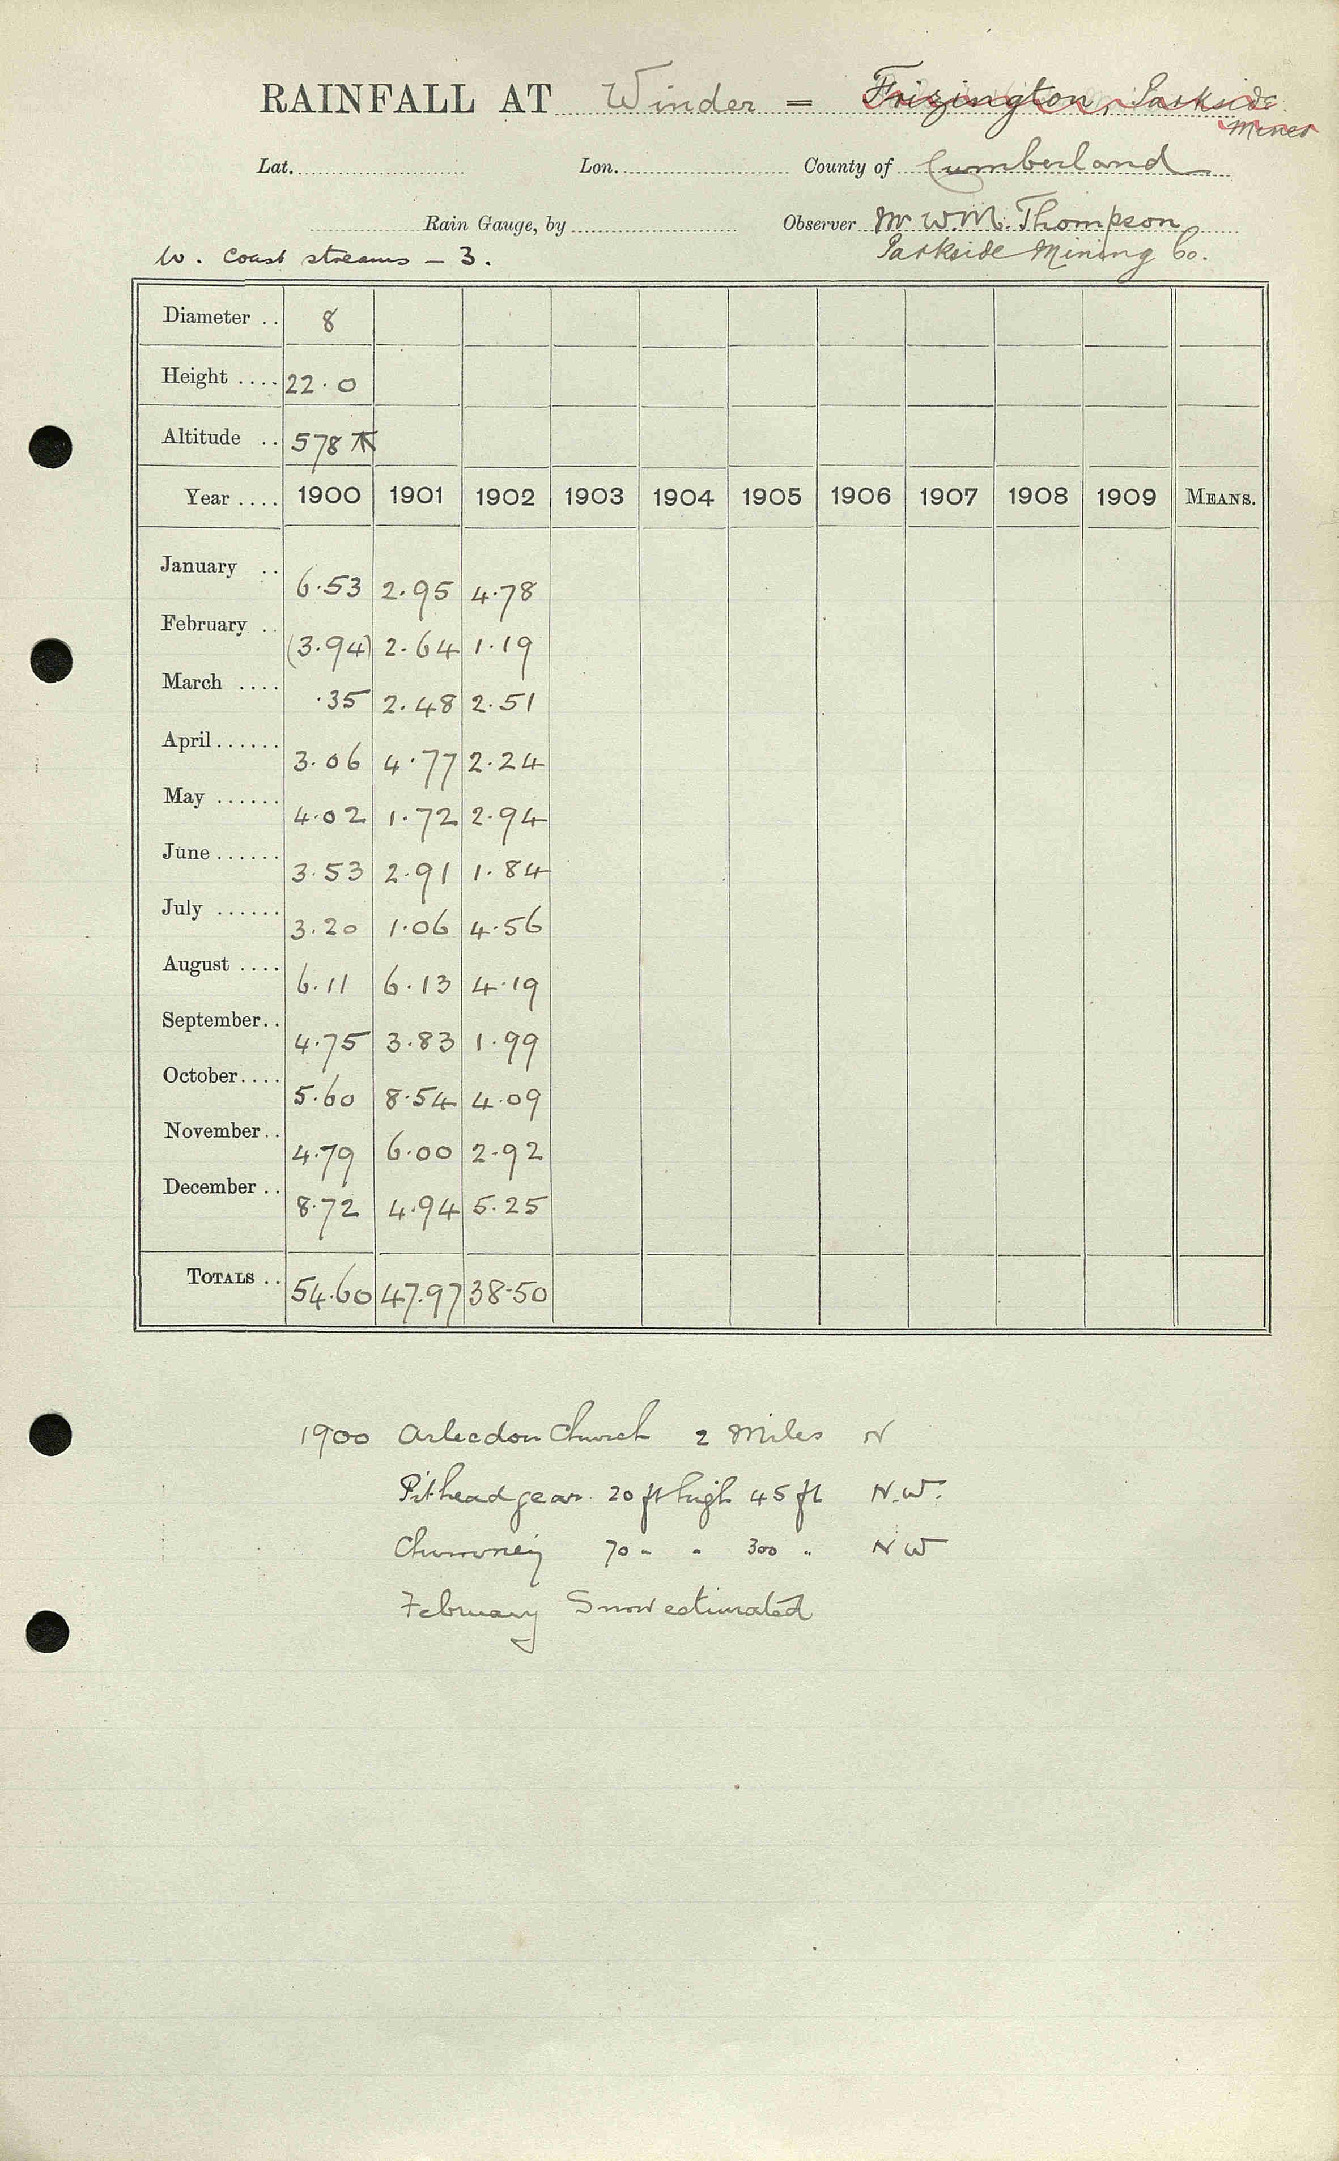 RAINFALL AT Winder = Frizington, Parkside
Mines
Lat. Lon. County of Cumberland
Rain Gauge, by Observer Mr W. M. Thompson
W. Coast streams - 3. Parkside Mining Co.
Diameter .. 8
Height .... 22.0
Altitude .. 578
Year .... 1900 1901 1902 1903 1904 1905 1906 1907 1908 1909 MEANS.
January .. 6.53 2.95 4.78
February .. (3.94) 2.64 1.19
March .... .35 2.48 2.51
April...... 3.06 4.77 2.24
May ...... 4.02 1.72 2.94
June...... 3.53 2.91 1.84
July ...... 3.20 1.06 4.56
August .... 6.11 6.13 4.19
September.. 4.75 3.83 1.99
October.... 5.60 8.54 4.09
November.. 4.79 6.00 2.92
December .. 8.72 4.94 5.25
TOTALS .. 54.60 47.97 38.50
1900 Arlecdon Church 2 Miles N
Pithead gear. 20 ft high 45 ft N.W.
Chimney 70 " " 300 " NW
February Snow estimated